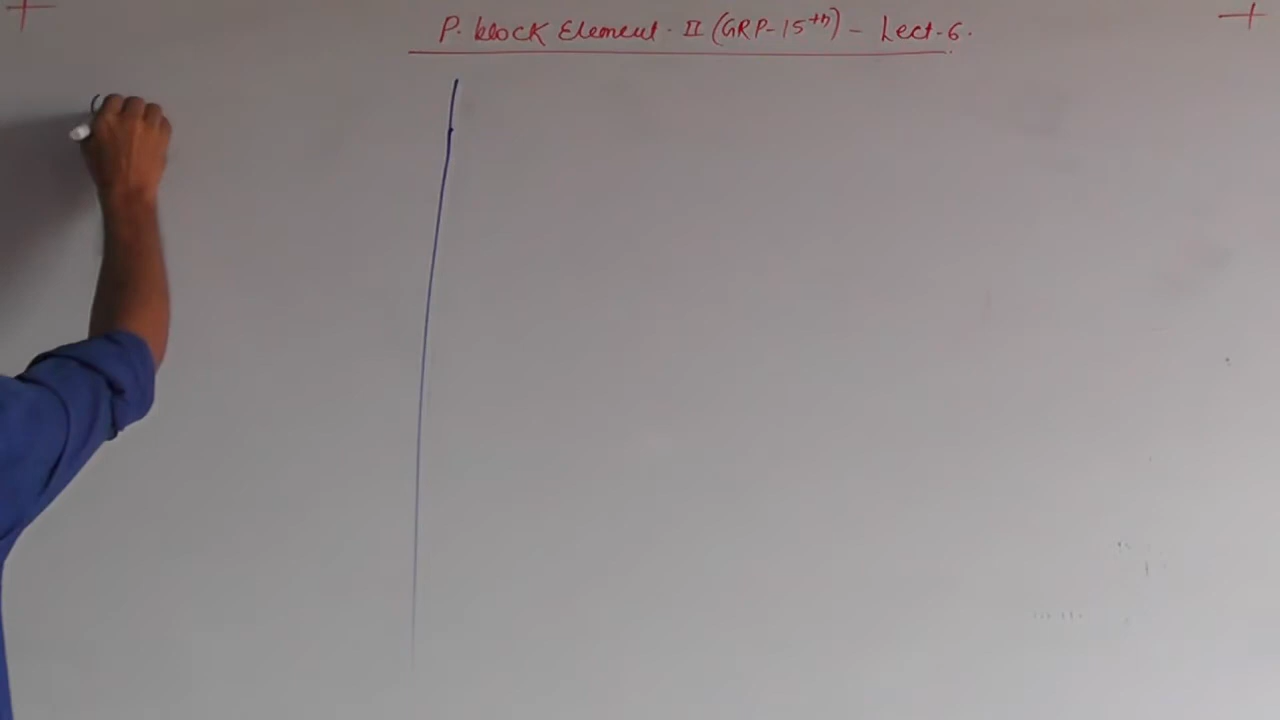 P. block Element. II (GRP-15th) - Lect-6.